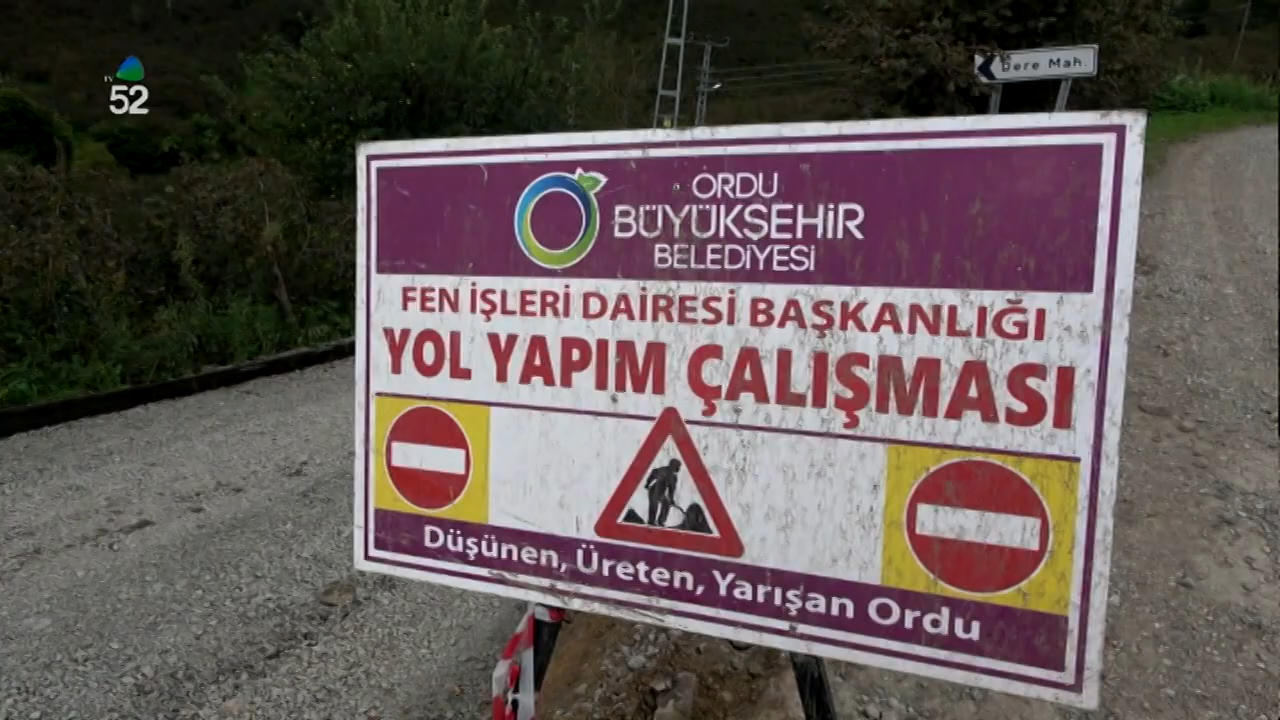 TV
52
Dere Mah.
ORDU
BÜYÜKŞEHİR
BELEDİYESİ
FEN İŞLERİ DAİRESİ BAŞKANLIĞI
YOL YAPIM ÇALIŞMASI
Düşünen, Üreten, Yarışan Ordu